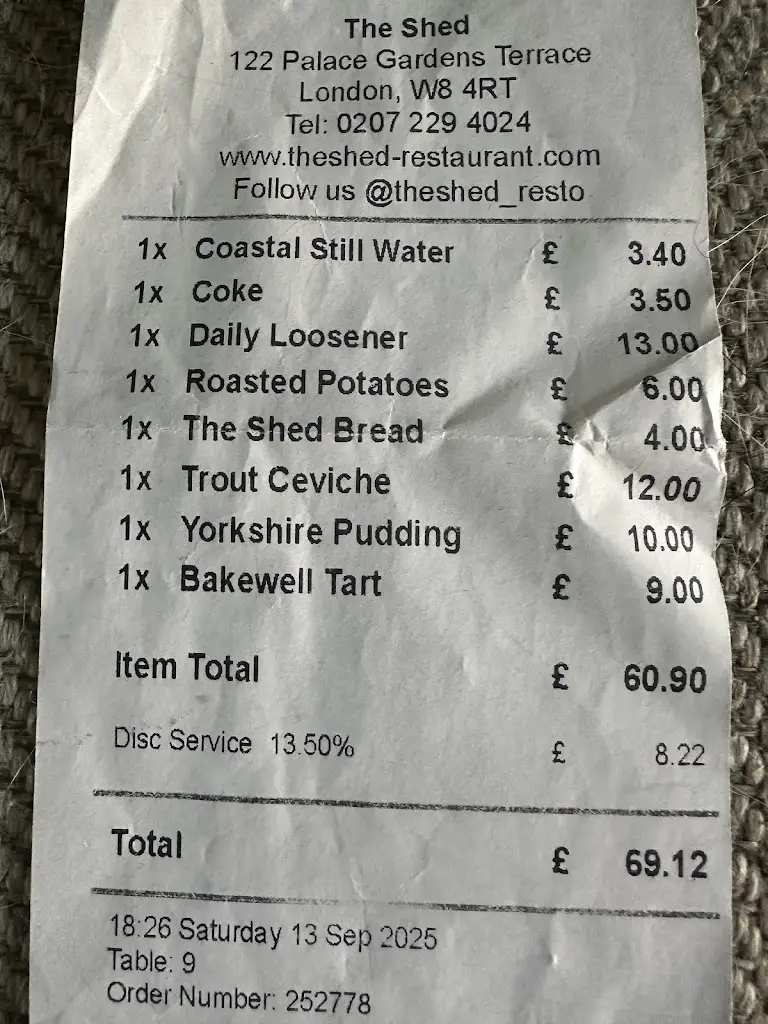 The Shed
122 Palace Gardens Terrace
London, W8 4RT
Tel: 0207 229 4024
www.theshed-restaurant.com
Follow us @theshed_resto
1x Coastal Still Water £ 3.40
1x Coke £ 3.50
1x Daily Loosener £ 13.00
1x Roasted Potatoes £ 6.00
1x The Shed Bread £ 4.00
1x Trout Ceviche £ 12.00
1x Yorkshire Pudding £ 10.00
1x Bakewell Tart £ 9.00
Item Total £ 60.90
Disc Service 13.50% £ 8.22
Total £ 69.12
18:26 Saturday 13 Sep 2025
Table: 9
Order Number: 252778